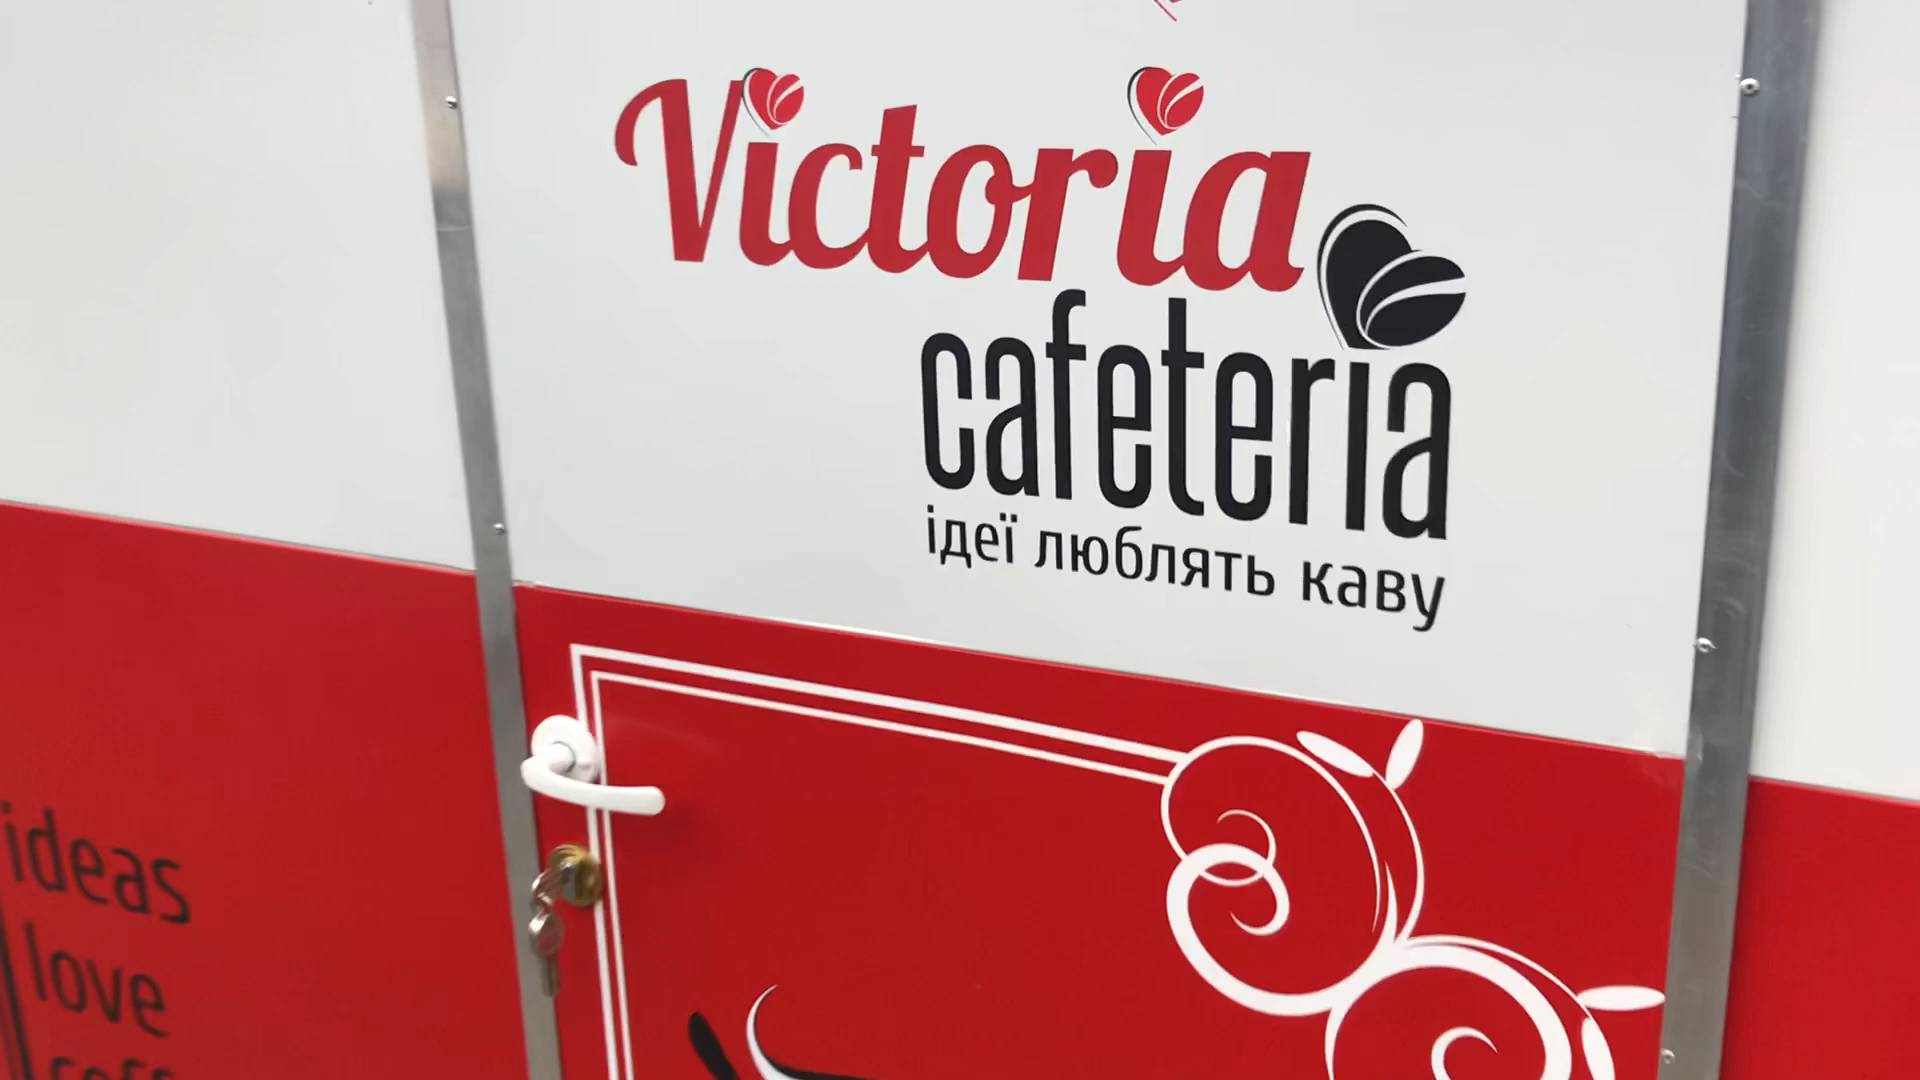 Victoria
cafeteria
ідеї люблять каву
ideas
love